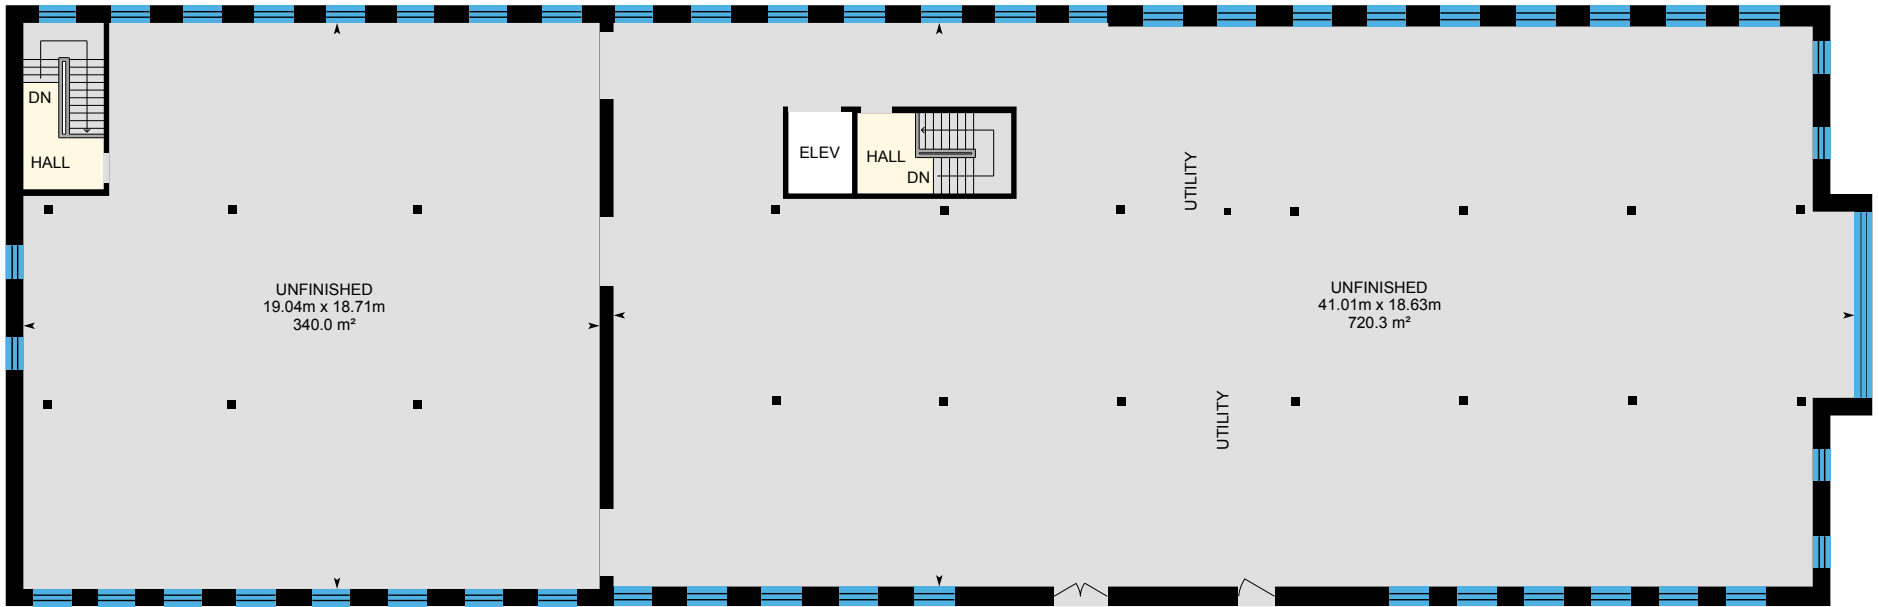 DN
HALL
ELEV
HALL
DN
UTILITY
UNFINISHED
19.04m x 18.71m
340.0 m²
UNFINISHED
41.01m x 18.63m
720.3 m²
UTILITY